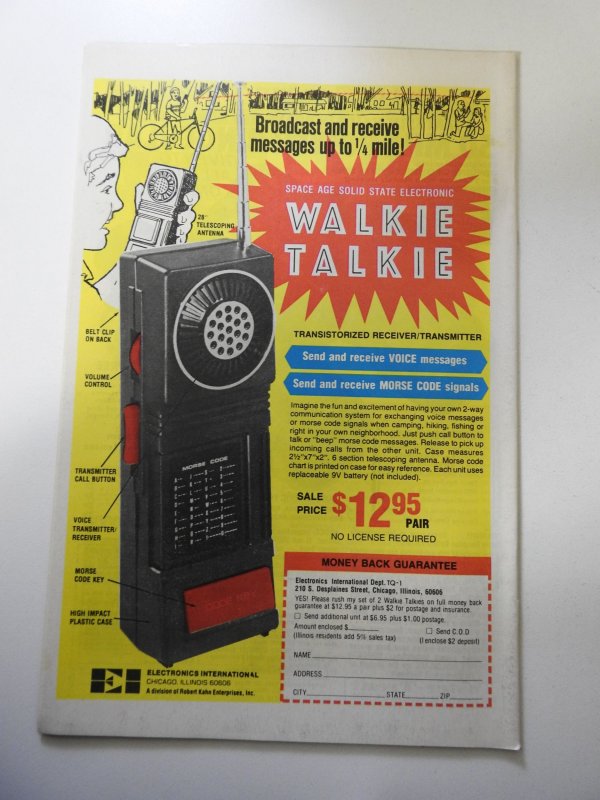 Broadcast and receive
messages up to 1/4 mile!
SPACE AGE SOLID STATE ELECTRONIC
WALKIE
TALKIE
28"
TELESCOPING
ANTENNA
BELT CLIP
ON BACK
VOLUME
CONTROL
TRANSMITTER
CALL BUTTON
VOICE
TRANSMITTER/
RECEIVER
MORSE
CODE KEY
HIGH IMPACT
PLASTIC CASE
MORSE CODE
CODE KEY
TRANSISTORIZED RECEIVER/TRANSMITTER
Send and receive VOICE messages
Send and receive MORSE CODE signals
Imagine the fun and excitement of having your own 2-way
communication system for exchanging voice messages
or morse code signals when camping, hiking, fishing or
right in your own neighborhood. Just push call button to
talk or "beep" morse code messages. Release to pick up
incoming calls from the other unit. Case measures
2½"x7"x2". 6 section telescoping antenna. Morse code
chart is printed on case for easy reference. Each unit uses
replaceable 9V battery (not included).
SALE
PRICE $12.95
PAIR
NO LICENSE REQUIRED
MONEY BACK GUARANTEE
Electronics International Dept. TQ-1
210 S. Desplaines Street, Chicago, Illinois, 60606
YES! Please rush my set of 2 Walkie Talkies on full money back
guarantee at $12.95 a pair plus $2 for postage and insurance.
☐ Send additional unit at $6.95 plus $1.00 postage.
Amount enclosed $
(Illinois residents add 5% sales tax)
☐ Send C.O.D
(I enclose $2 deposit)
NAME
ADDRESS
CITY STATE ZIP
EI
ELECTRONICS INTERNATIONAL
CHICAGO, ILLINOIS 60606
A division of Robert Kahn Enterprises, Inc.